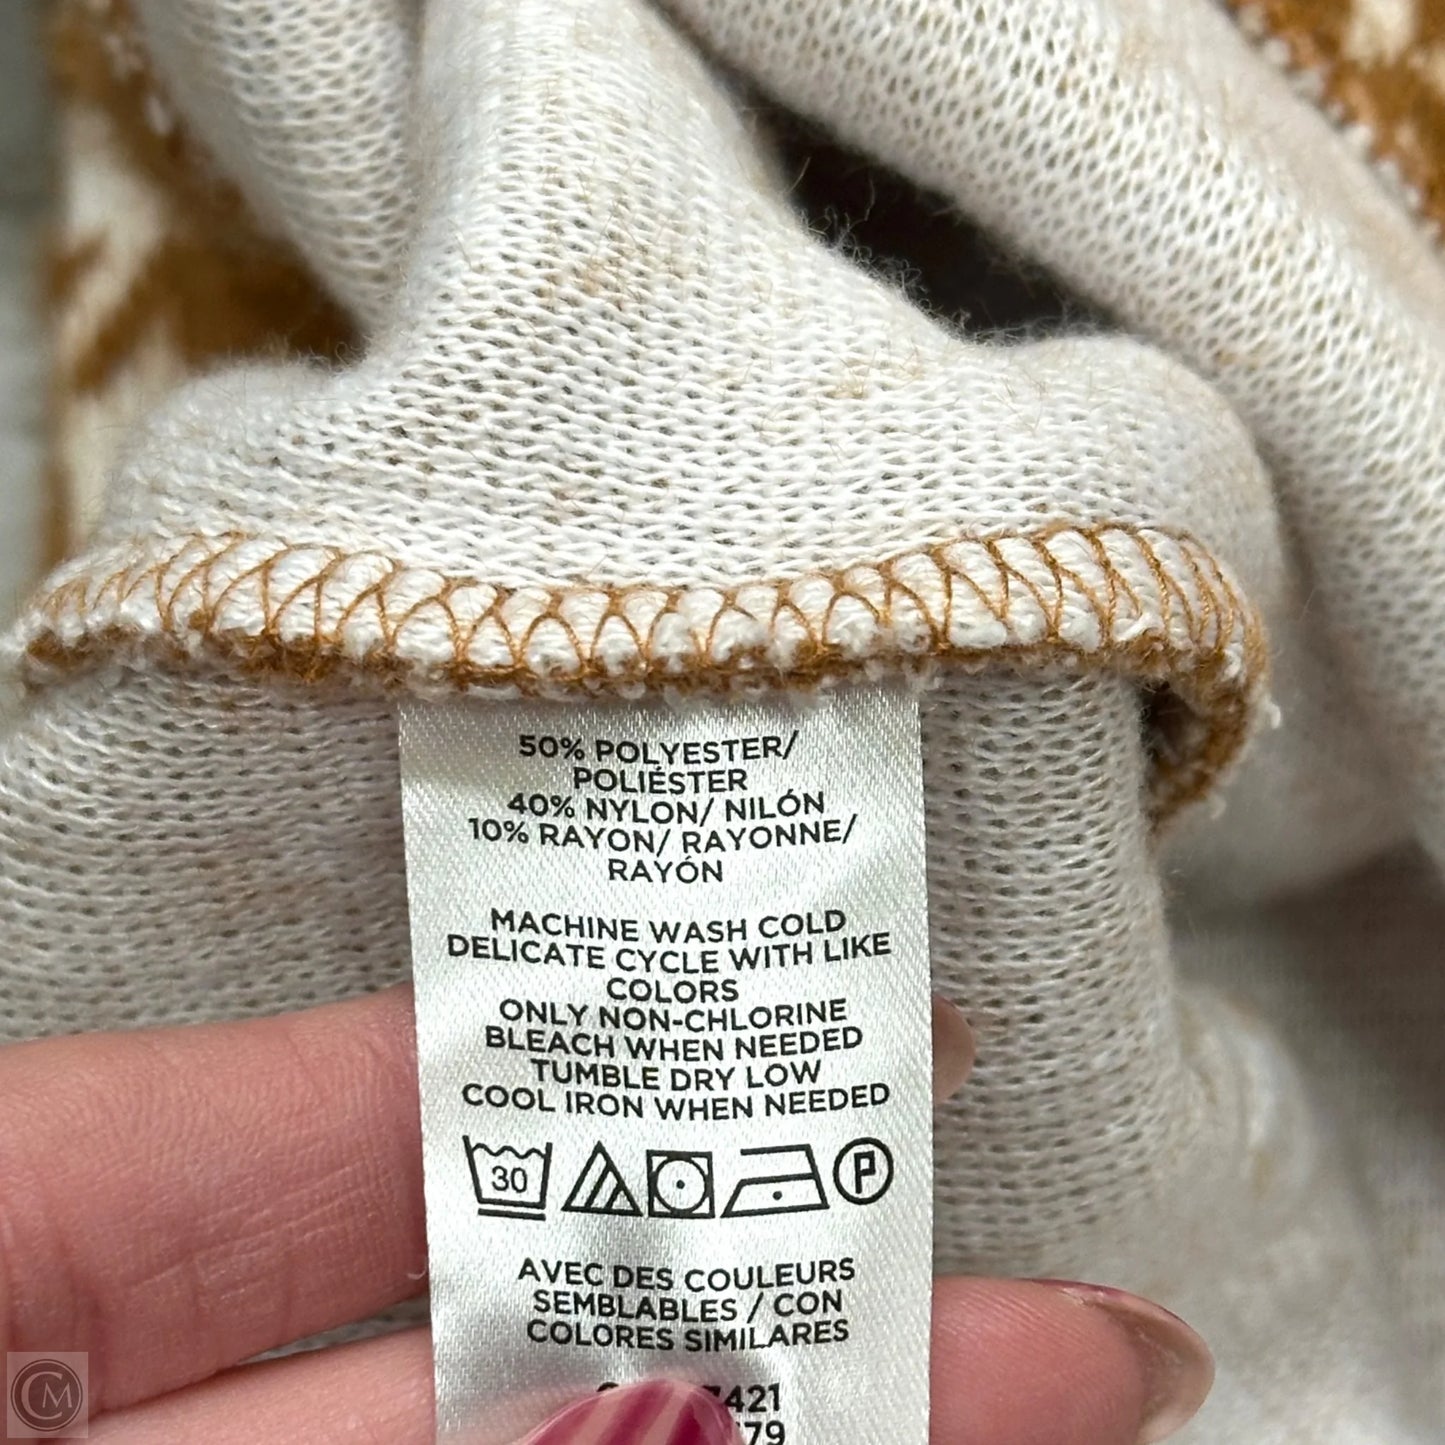 50% POLYESTER/
POLIÉSTER
40% NYLON/ NILÓN
10% RAYON/ RAYONNE/
RAYÓN
MACHINE WASH COLD
DELICATE CYCLE WITH LIKE
COLORS
ONLY NON-CHLORINE
BLEACH WHEN NEEDED
TUMBLE DRY LOW
COOL IRON WHEN NEEDED
30 P
AVEC DES COULEURS
SEMBLABLES / CON
COLORES SIMILARES
CM